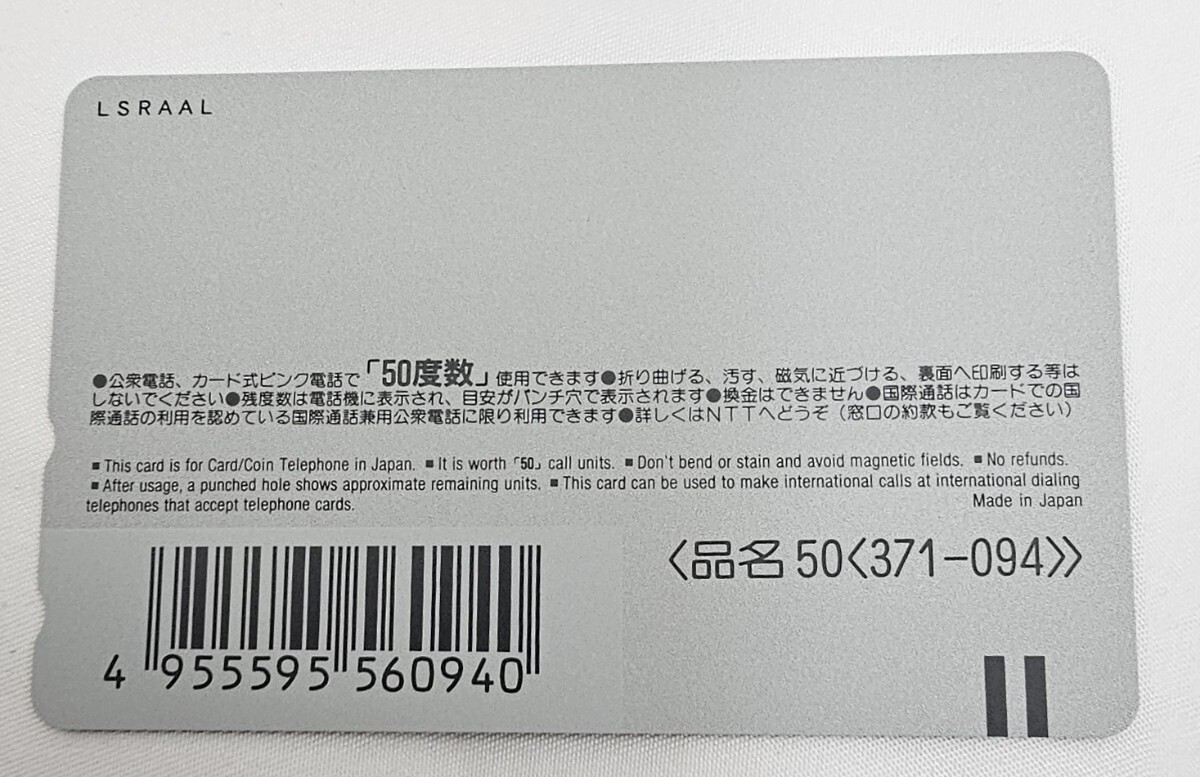 LSRAAL
●公衆電話、カード式ピンク電話で「50度数」使用できます●折り曲げる、汚す、磁気に近づける、裏面へ印刷する等は
しないでください●残度数は電話機に表示され、目安がパンチ穴で表示されます●換金はできません●国際通話はカードでの国
際通話の利用を認めている国際通話兼用公衆電話に限り利用できます●詳しくはNTTへどうぞ（窓口の約款もご覧ください）
■This card is for Card/Coin Telephone in Japan. ■It is worth「50」call units. ■Don't bend or stain and avoid magnetic fields. ■No refunds.
■After usage, a punched hole shows approximate remaining units. ■This card can be used to make international calls at international dialing
telephones that accept telephone cards.
Made in Japan
〈品名 50〈371-094〉〉
4 955595 560940